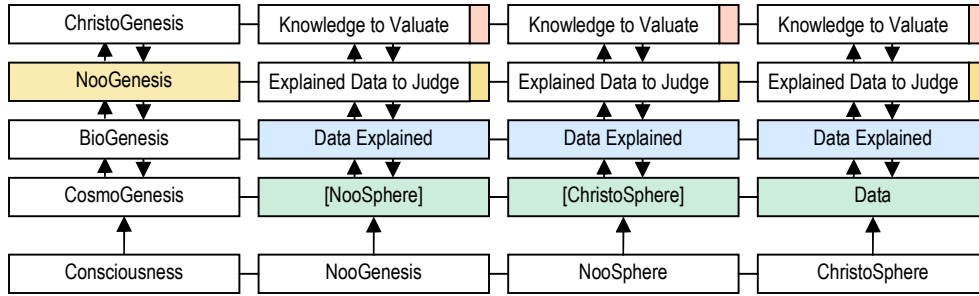 ChristoGenesis Knowledge to Valuate Knowledge to Valuate Knowledge to Valuate
NooGenesis Explained Data to Judge Explained Data to Judge Explained Data to Judge
BioGenesis Data Explained Data Explained Data Explained
CosmoGenesis [NooSphere] [ChristoSphere] Data
Consciousness NooGenesis NooSphere ChristoSphere